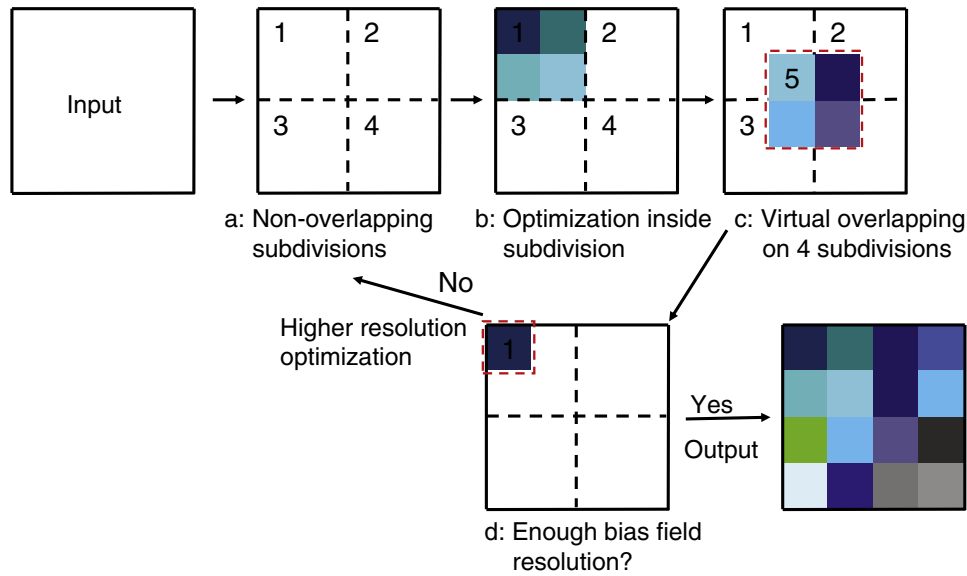 Input
1 2
3 4
1 2
3 4
1 2
5
3
a: Non-overlapping
subdivisions
b: Optimization inside
subdivision
c: Virtual overlapping
on 4 subdivisions
No
Higher resolution
optimization
1
Yes
Output
d: Enough bias field
resolution?